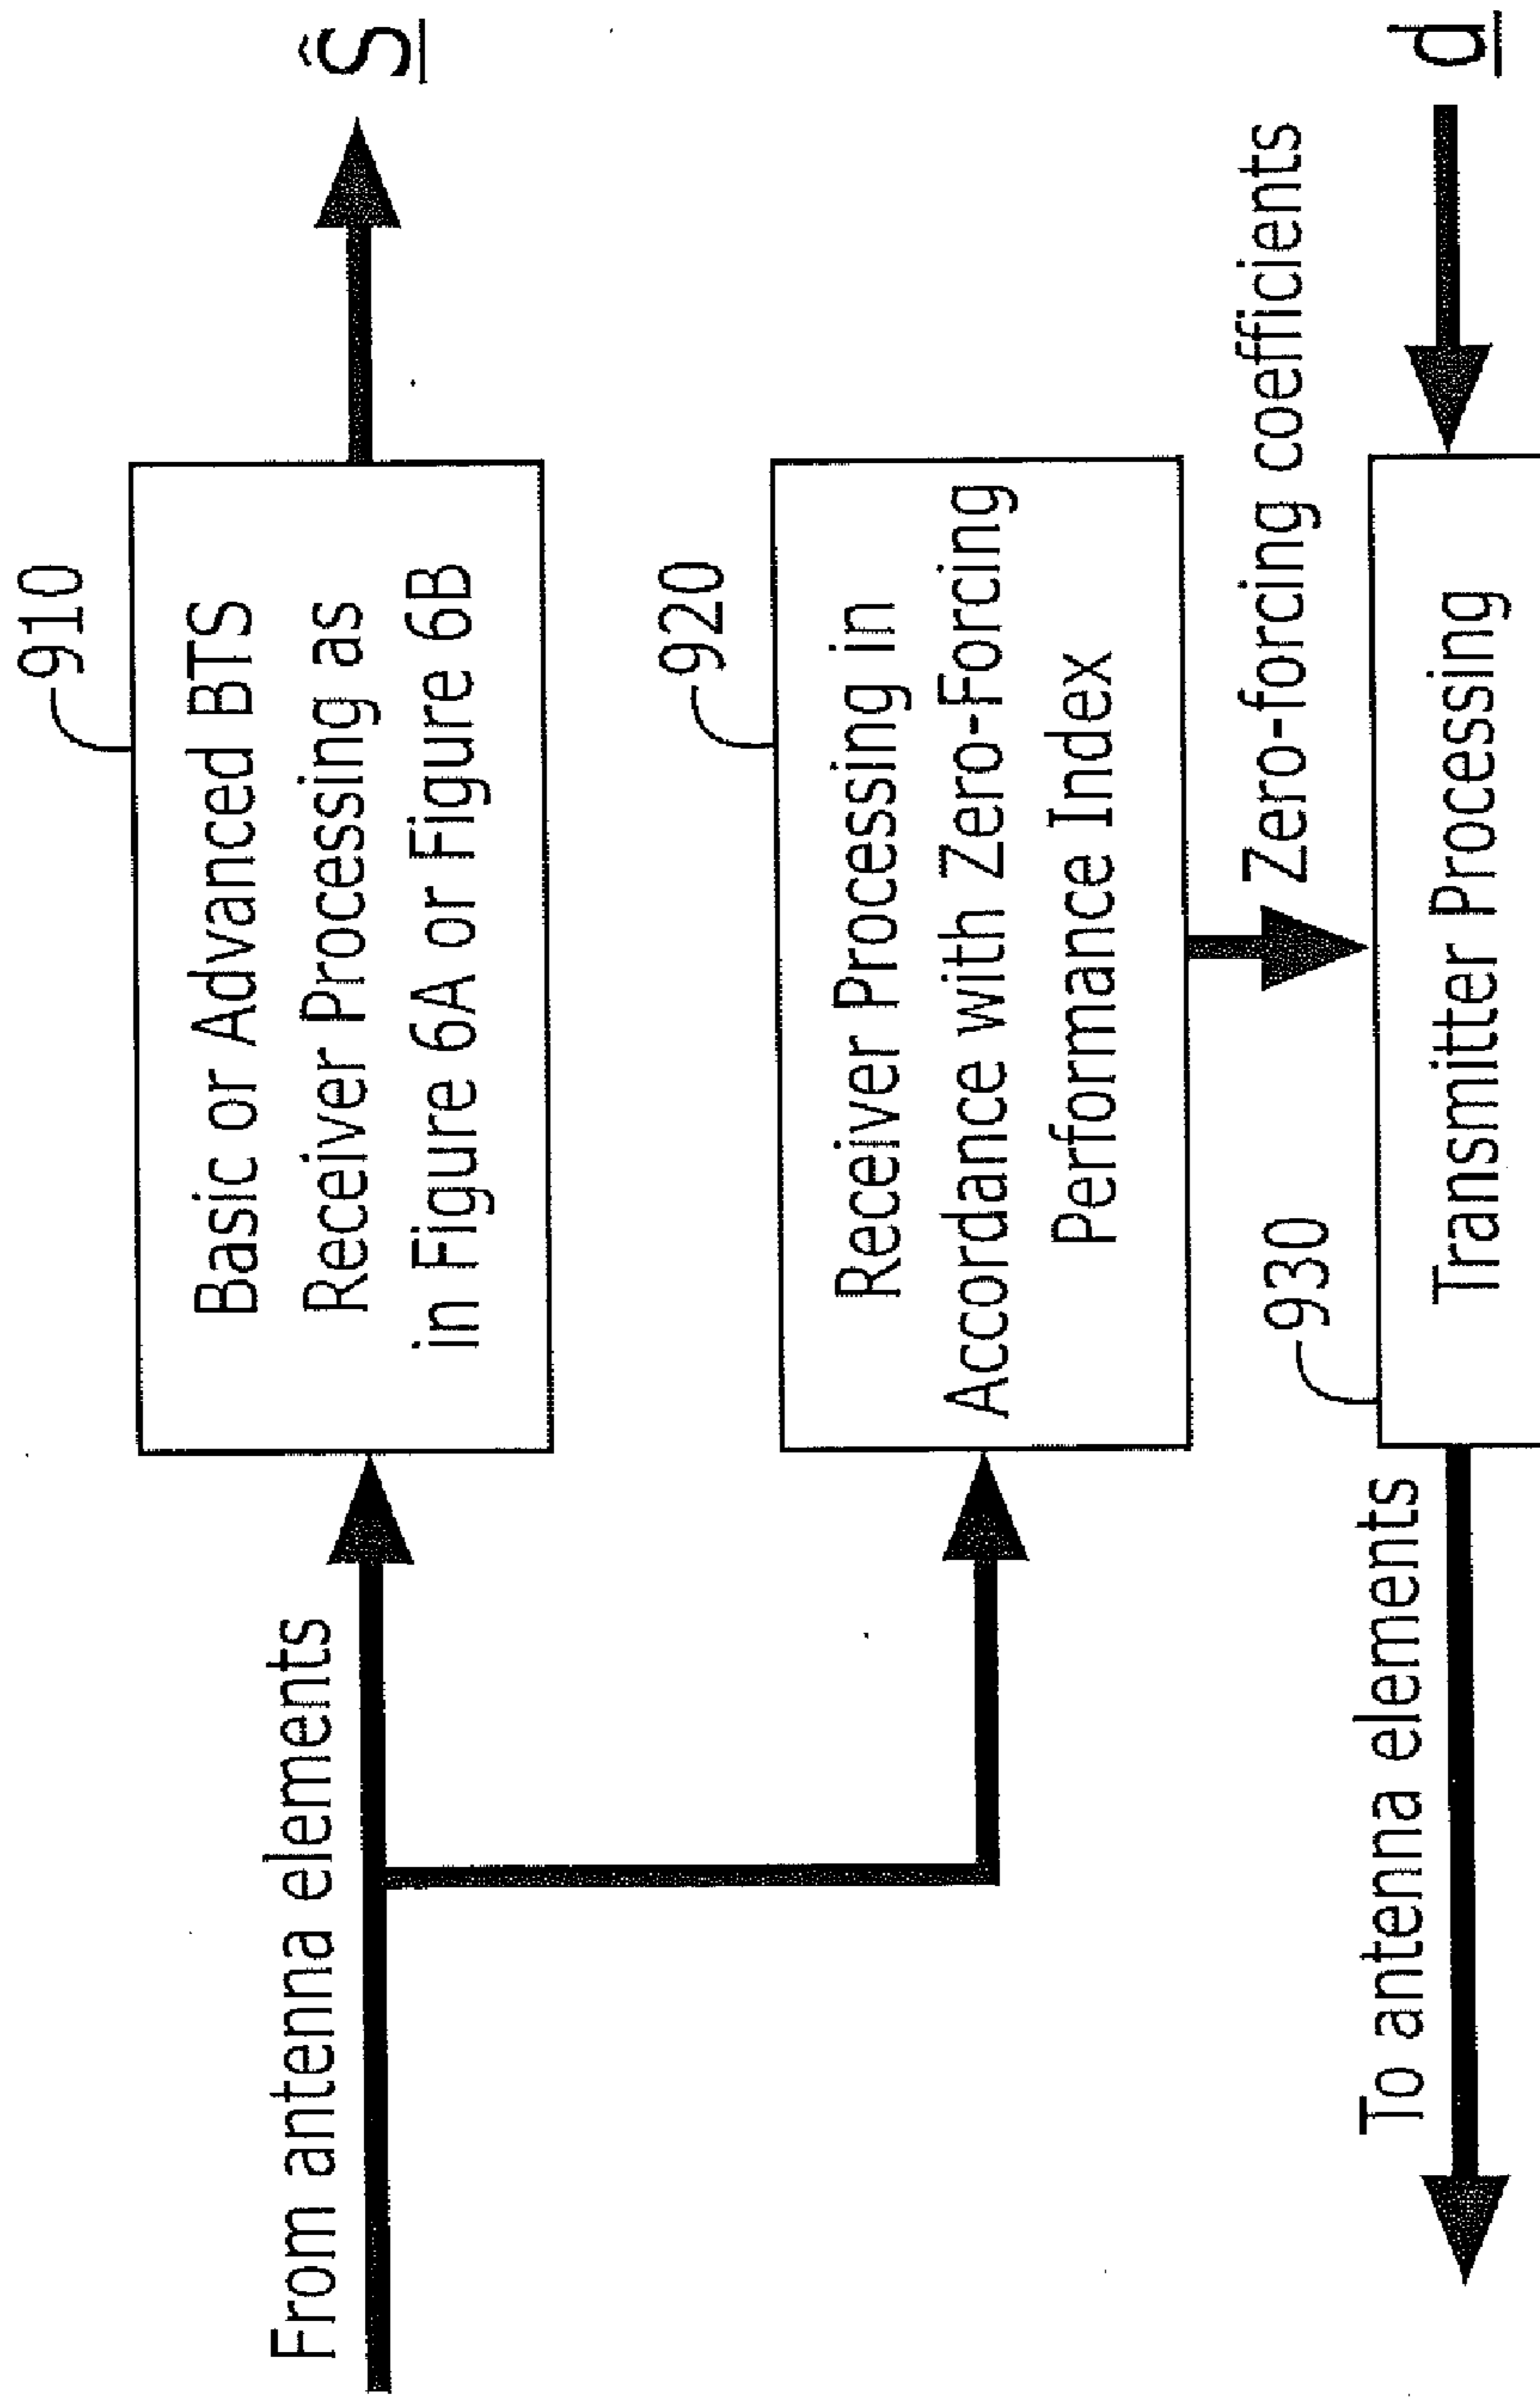 910
From antenna elements
Basic or Advanced BTS
Receiver Processing as
in Figure 6A or Figure 6B
Ŝ
920
Receiver Processing in
Accordance with Zero-Forcing
Performance Index
Zero-forcing coefficients
930
To antenna elements
Transmitter Processing
d